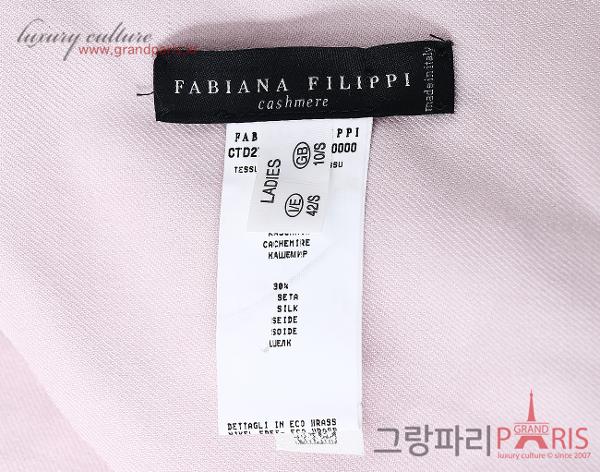 luxury culture
www.grandparis.kr
FABIANA FILIPPI
cashmere
made in italy
FAB PPI
CTD2 0000
TESSU SU
LADIES
GB 10/S
I/E 42/S
CACHEMIRE
КАШЕМИР
30%
SETA
SILK
SEIDE
SOIDE
ШЕЛК
DETTAGLI IN ECO BRASS
그랑파리 GRAND PARIS
luxury culture © since 2007